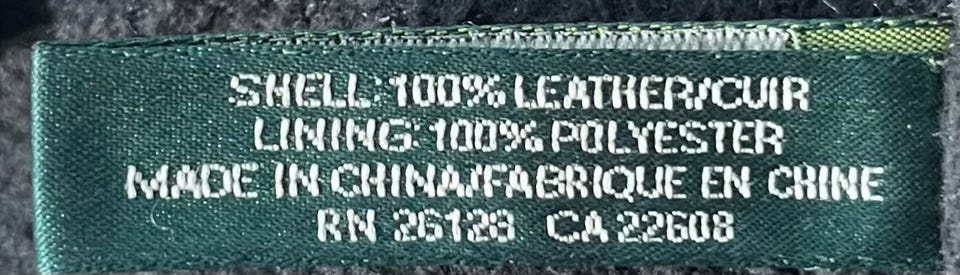 SHELL: 100% LEATHER/CUIR
LINING: 100% POLYESTER
MADE IN CHINA/FABRIQUE EN CHINE
RN 26128 CA 22608